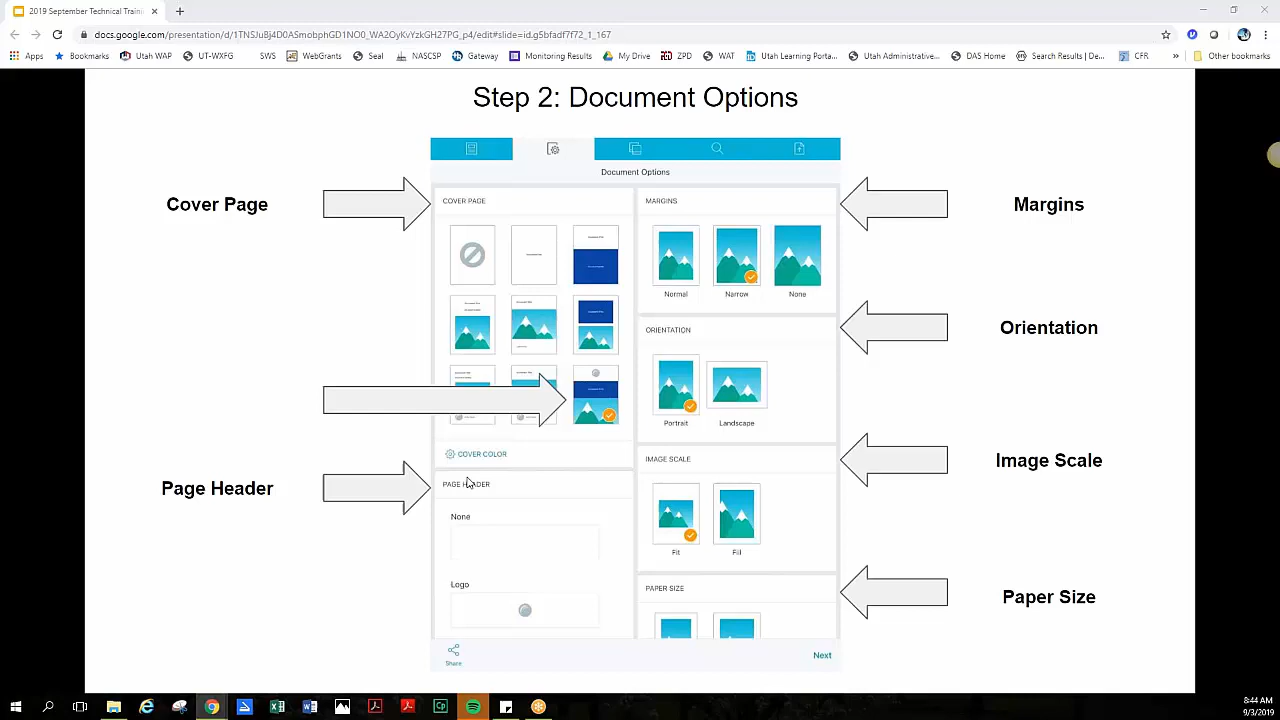 2019 September Technical Traini
docs.google.com/presentation/d/1TNSJuBj4D0ASmobphGD1NO0_WA2OyKvYzkGH27PG_p4/edit#slide=id.g5bfadf7f72_1_167
Apps
Bookmarks
Utah WAP
UT-WXFG
SWS
WebGrants
Seal
NASCSP
Gateway
Monitoring Results
My Drive
ZPD
WAT
Utah Learning Porta...
Utah Administrative...
DAS Home
Search Results | De...
CFR
»
Other bookmarks
Step 2: Document Options
Document Options
Cover Page
COVER PAGE
COVER COLOR
Page Header
PAGE HEADER
None
Logo
MARGINS
Normal
Narrow
None
Margins
ORIENTATION
Portrait
Landscape
Orientation
IMAGE SCALE
Fit
Fill
Image Scale
PAPER SIZE
Paper Size
Share
Next
8:44 AM
9/3/2019